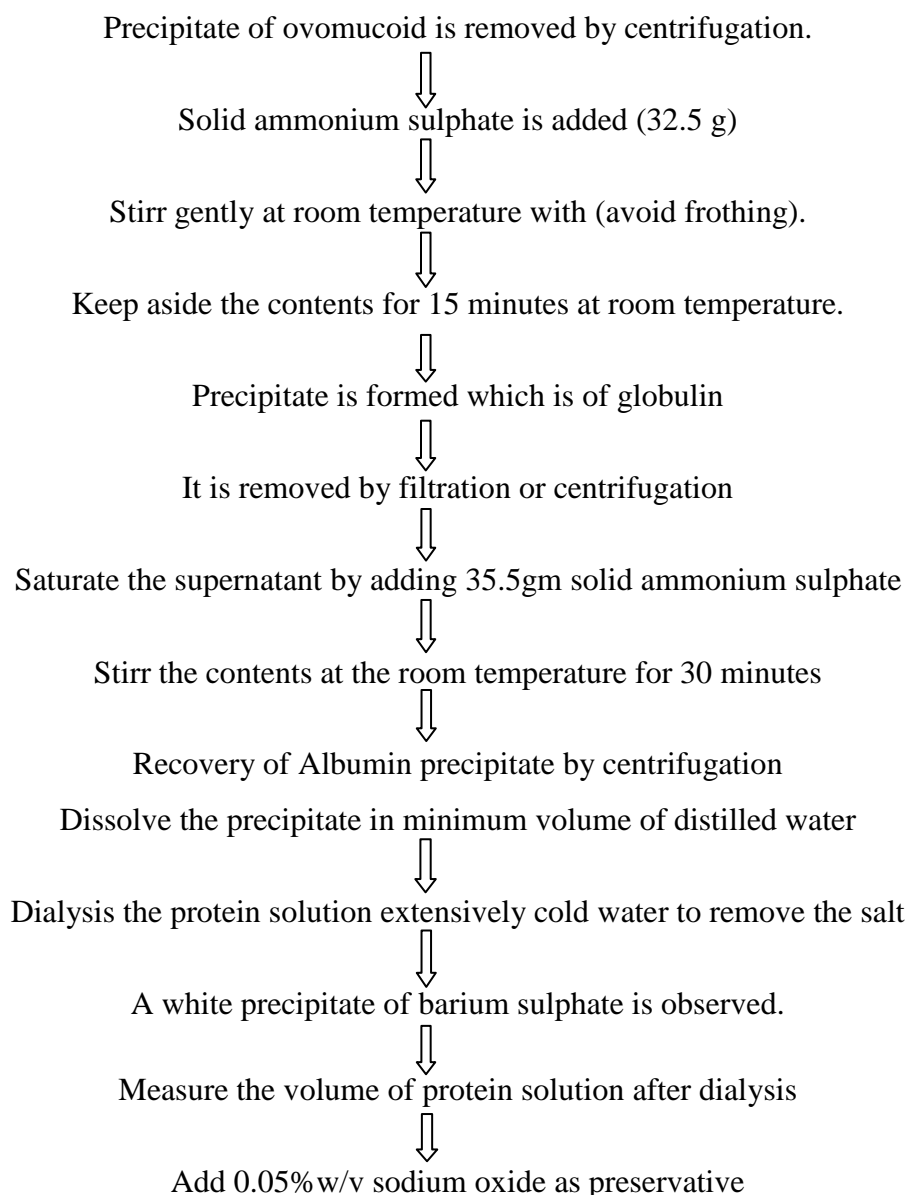 Precipitate of ovomucoid is removed by centrifugation.
Solid ammonium sulphate is added (32.5 g)
Stirr gently at room temperature with (avoid frothing).
Keep aside the contents for 15 minutes at room temperature.
Precipitate is formed which is of globulin
It is removed by filtration or centrifugation
Saturate the supernatant by adding 35.5gm solid ammonium sulphate
Stirr the contents at the room temperature for 30 minutes
Recovery of Albumin precipitate by centrifugation
Dissolve the precipitate in minimum volume of distilled water
Dialysis the protein solution extensively cold water to remove the salt
A white precipitate of barium sulphate is observed.
Measure the volume of protein solution after dialysis
Add 0.05%w/v sodium oxide as preservative